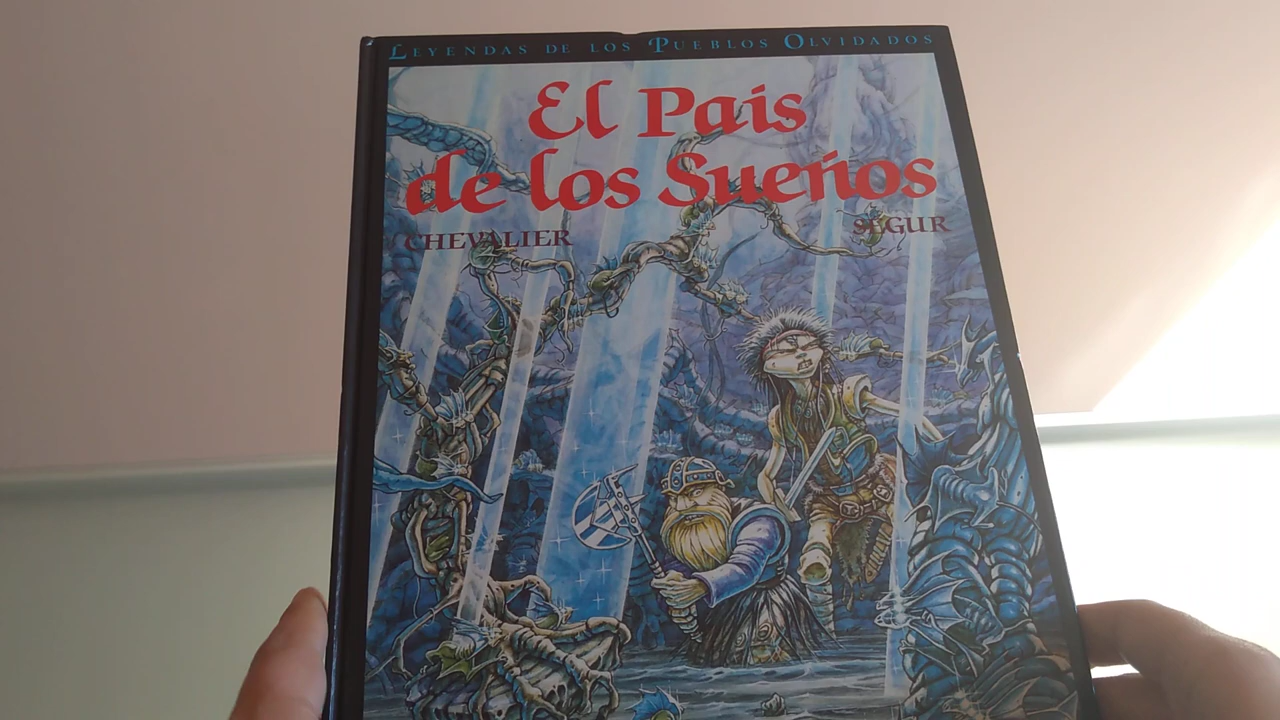 LEYENDAS DE LOS PUEBLOS OLVIDADOS
El País
de los Sueños
CHEVALIER SEGUR